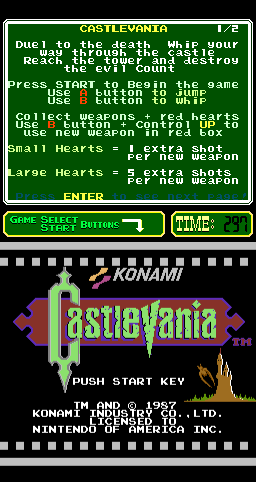 CASTLEVANIA 1/2
Duel to the death. Whip your
way through the castle
Reach the tower and destroy
the evil Count
Press START to Begin the game
Use A button to jump
Use B button to whip
Collect weapons + red hearts
Use B button + Control UP to
use new weapon in red box
Small Hearts = 1 extra shot
per new weapon
Large Hearts = 5 extra shots
per new weapon
ENTER
GAME SELECT
START BUTTONS
TIME: 297
KONAMI
Castlevania
TM
PUSH START KEY
TM AND © 1987
KONAMI INDUSTRY CO.,LTD.
LICENSED TO
NINTENDO OF AMERICA INC.